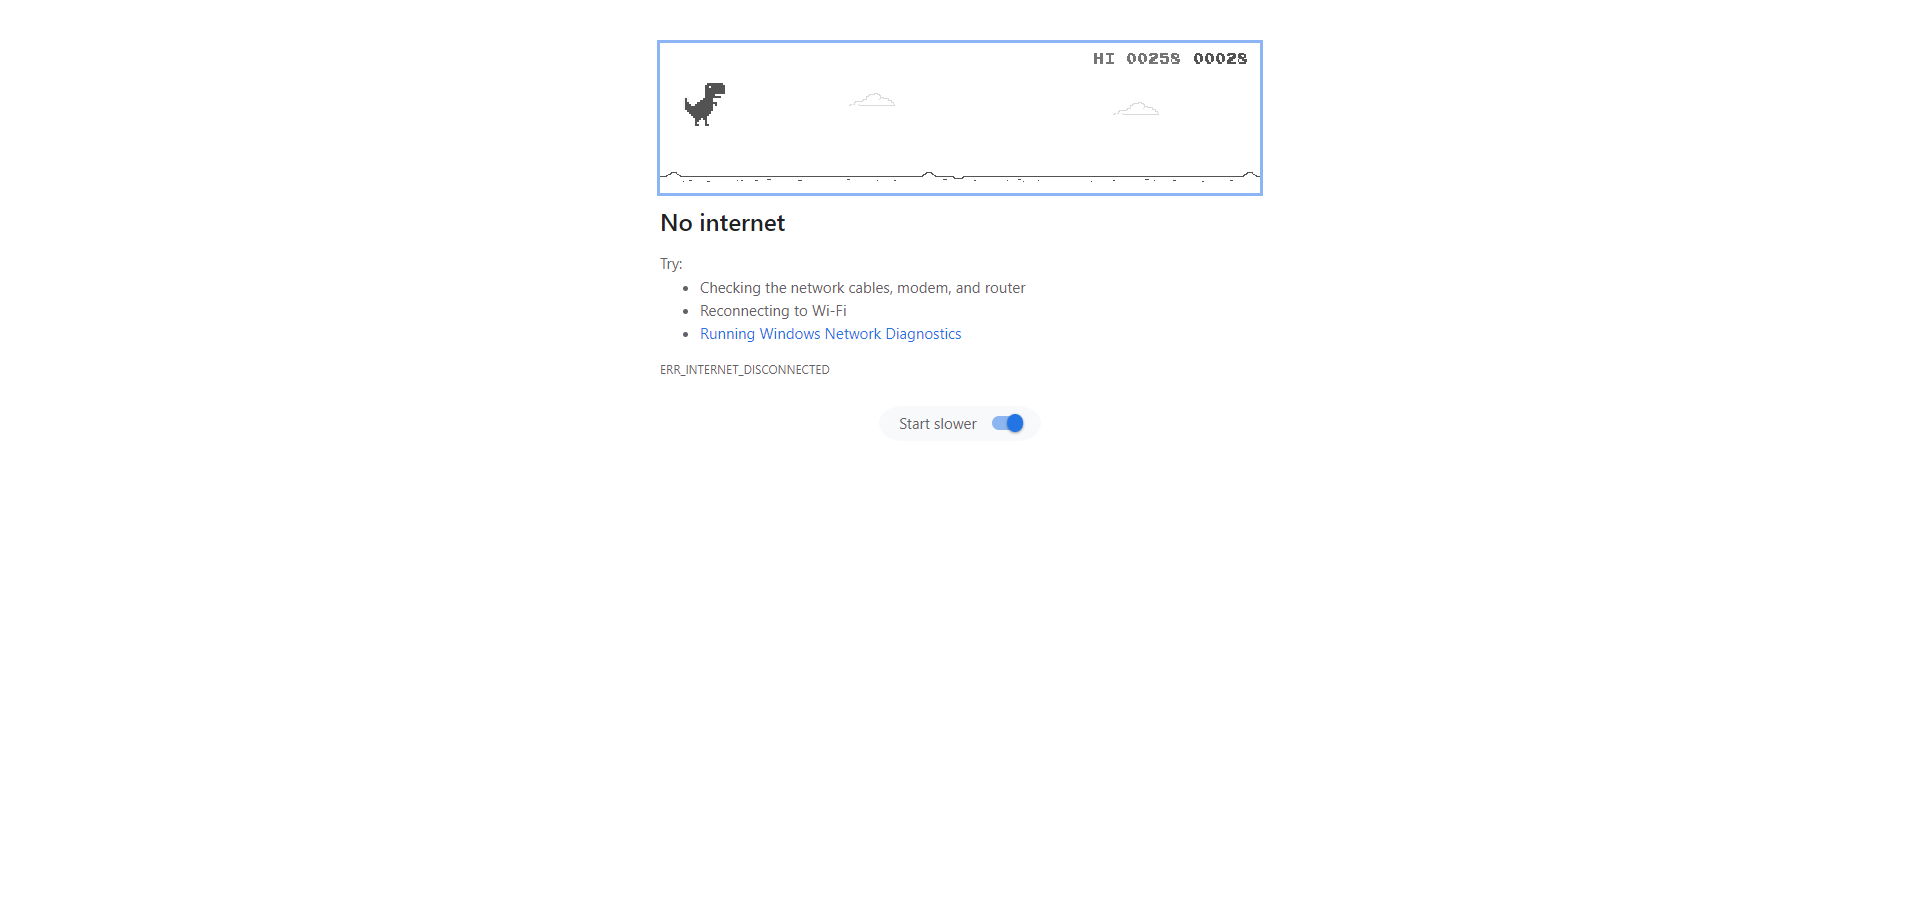 HI 00258 00028
No internet
Try:
Checking the network cables, modem, and router
Reconnecting to Wi-Fi
Running Windows Network Diagnostics
ERR_INTERNET_DISCONNECTED
Start slower